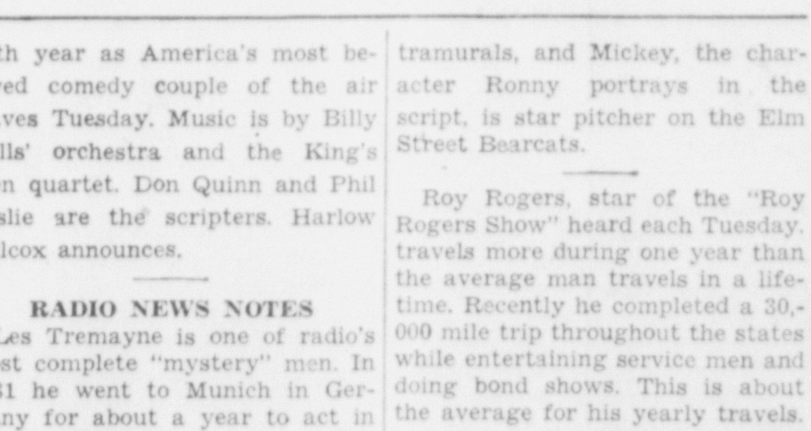 th year as America's most be-
ved comedy couple of the air
ves Tuesday. Music is by Billy
lls' orchestra and the King's
n quartet. Don Quinn and Phil
slie are the scripters. Harlow
lcox announces.
RADIO NEWS NOTES
Les Tremayne is one of radio's
st complete "mystery" men. In
31 he went to Munich in Ger-
ny for about a year to act in
tramurals, and Mickey, the char-
acter Ronny portrays in the
script, is star pitcher on the Elm
Street Bearcats.
Roy Rogers, star of the "Roy
Rogers Show" heard each Tuesday,
travels more during one year than
the average man travels in a life-
time. Recently he completed a 30,-
000 mile trip throughout the states
while entertaining service men and
doing bond shows. This is about
the average for his yearly travels.